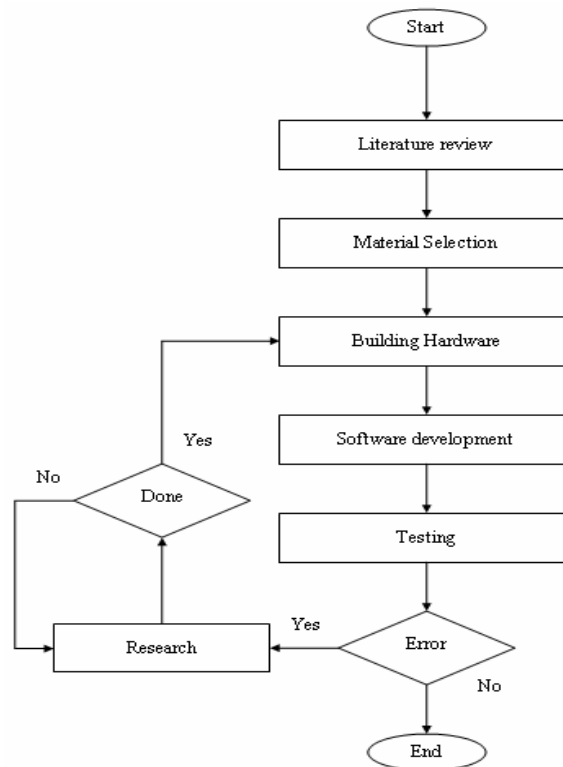 Start
Literature review
Material Selection
Building Hardware
Yes
Software development
No
Done
Testing
Yes
Error
Research
No
End